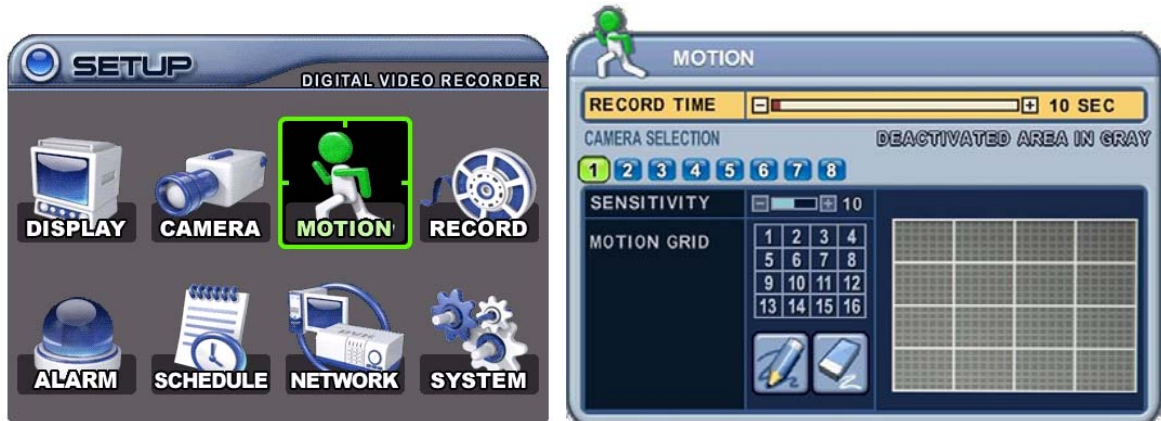 SETUP
DIGITAL VIDEO RECORDER
DISPLAY CAMERA MOTION RECORD
ALARM SCHEDULE NETWORK SYSTEM
MOTION
RECORD TIME 10 SEC
CAMERA SELECTION DEACTIVATED AREA IN GRAY
1 2 3 4 5 6 7 8
SENSITIVITY 10
MOTION GRID
1 2 3 4
5 6 7 8
9 10 11 12
13 14 15 16